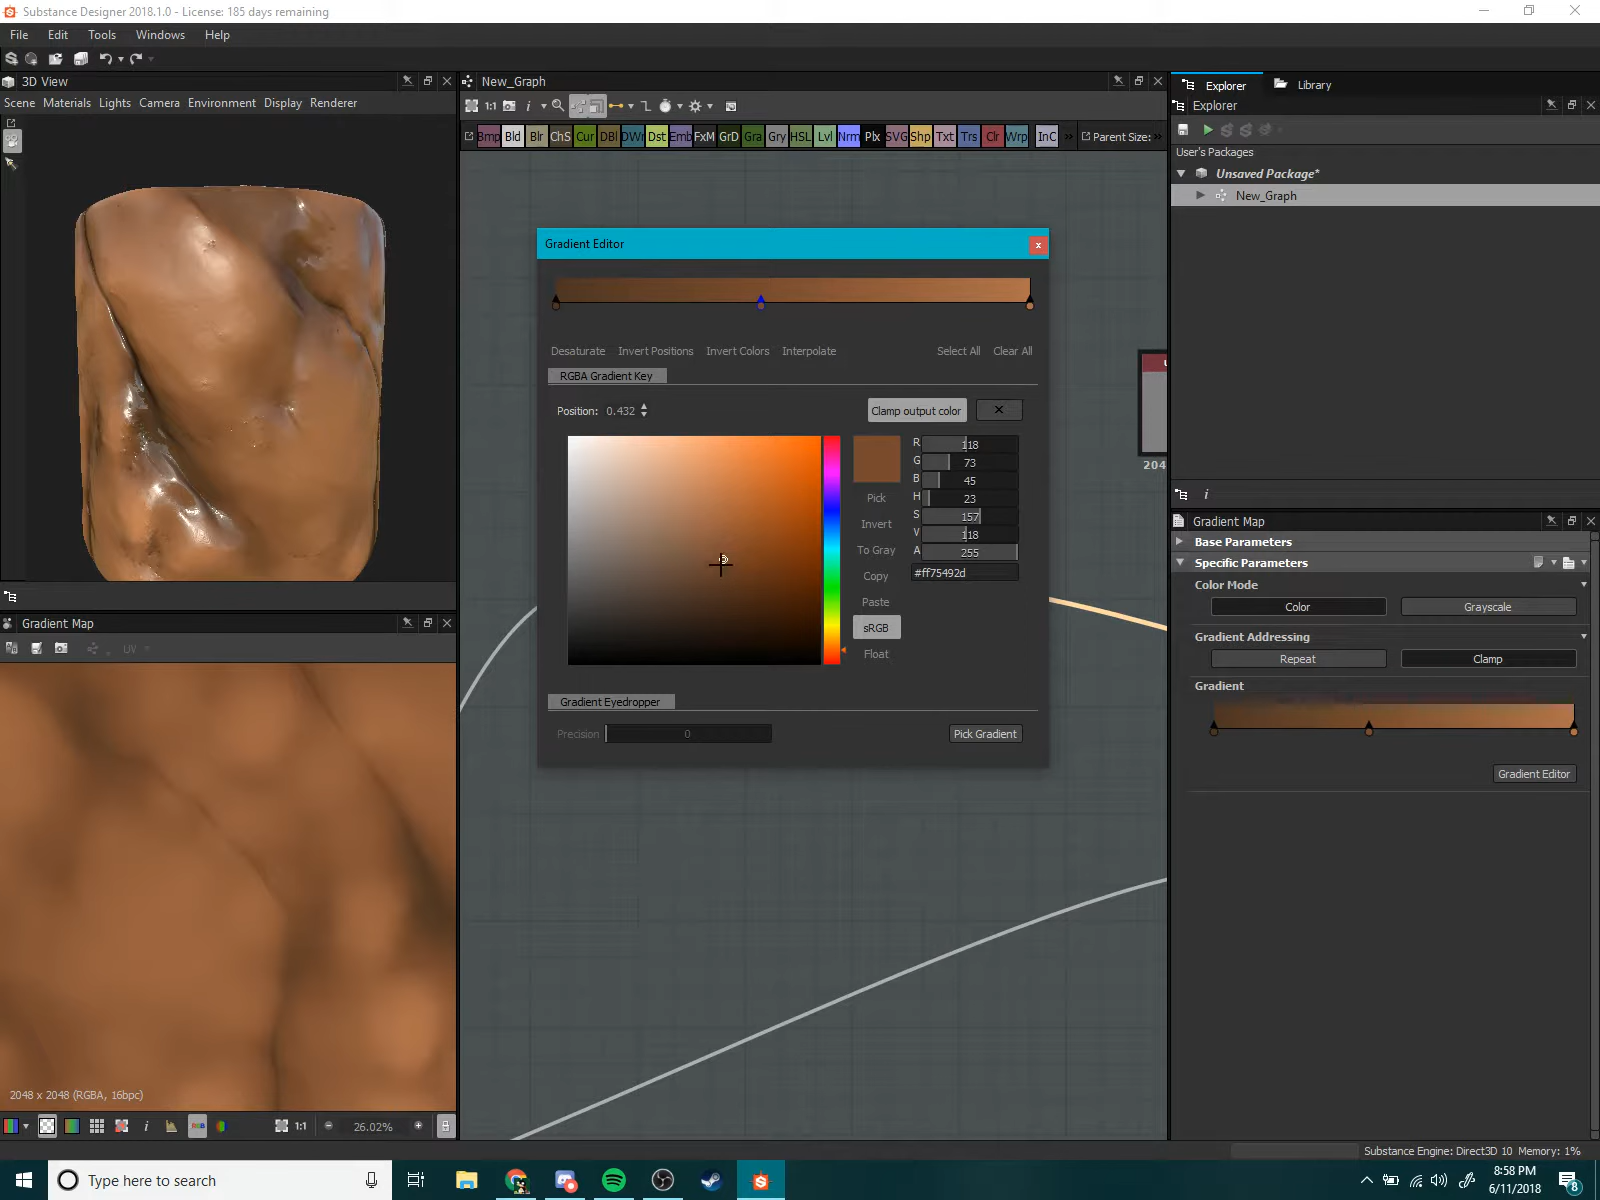 Substance Designer 2018.1.0 - License: 185 days remaining
File Edit Tools Windows Help
3D View
Scene Materials Lights Camera Environment Display Renderer
New_Graph
1:1
Bmp Bld Blr ChS Cur DBl DWr Dst Emb FxM GrD Gra Gry HSL Lvl Nrm Plx SVG Shp Txt Trs Clr Wrp InC » Parent Size: »
Gradient Editor
x
Desaturate Invert Positions Invert Colors Interpolate Select All Clear All
RGBA Gradient Key
Position: 0.432
Clamp output color
R 118
G 73
B 45
H 23
S 157
V 118
A 255
#ff75492d
Pick
Invert
To Gray
Copy
Paste
sRGB
Float
Gradient Eyedropper
Precision 0
Pick Gradient
204
Explorer Library
Explorer
User's Packages
Unsaved Package*
New_Graph
Gradient Map
Base Parameters
Specific Parameters
Color Mode
Color Grayscale
Gradient Addressing
Repeat Clamp
Gradient
Gradient Editor
Gradient Map
UV
2048 x 2048 (RGBA, 16bpc)
1:1
26.02%
Substance Engine: Direct3D 10 Memory: 1%
Type here to search
8:58 PM
6/11/2018
8